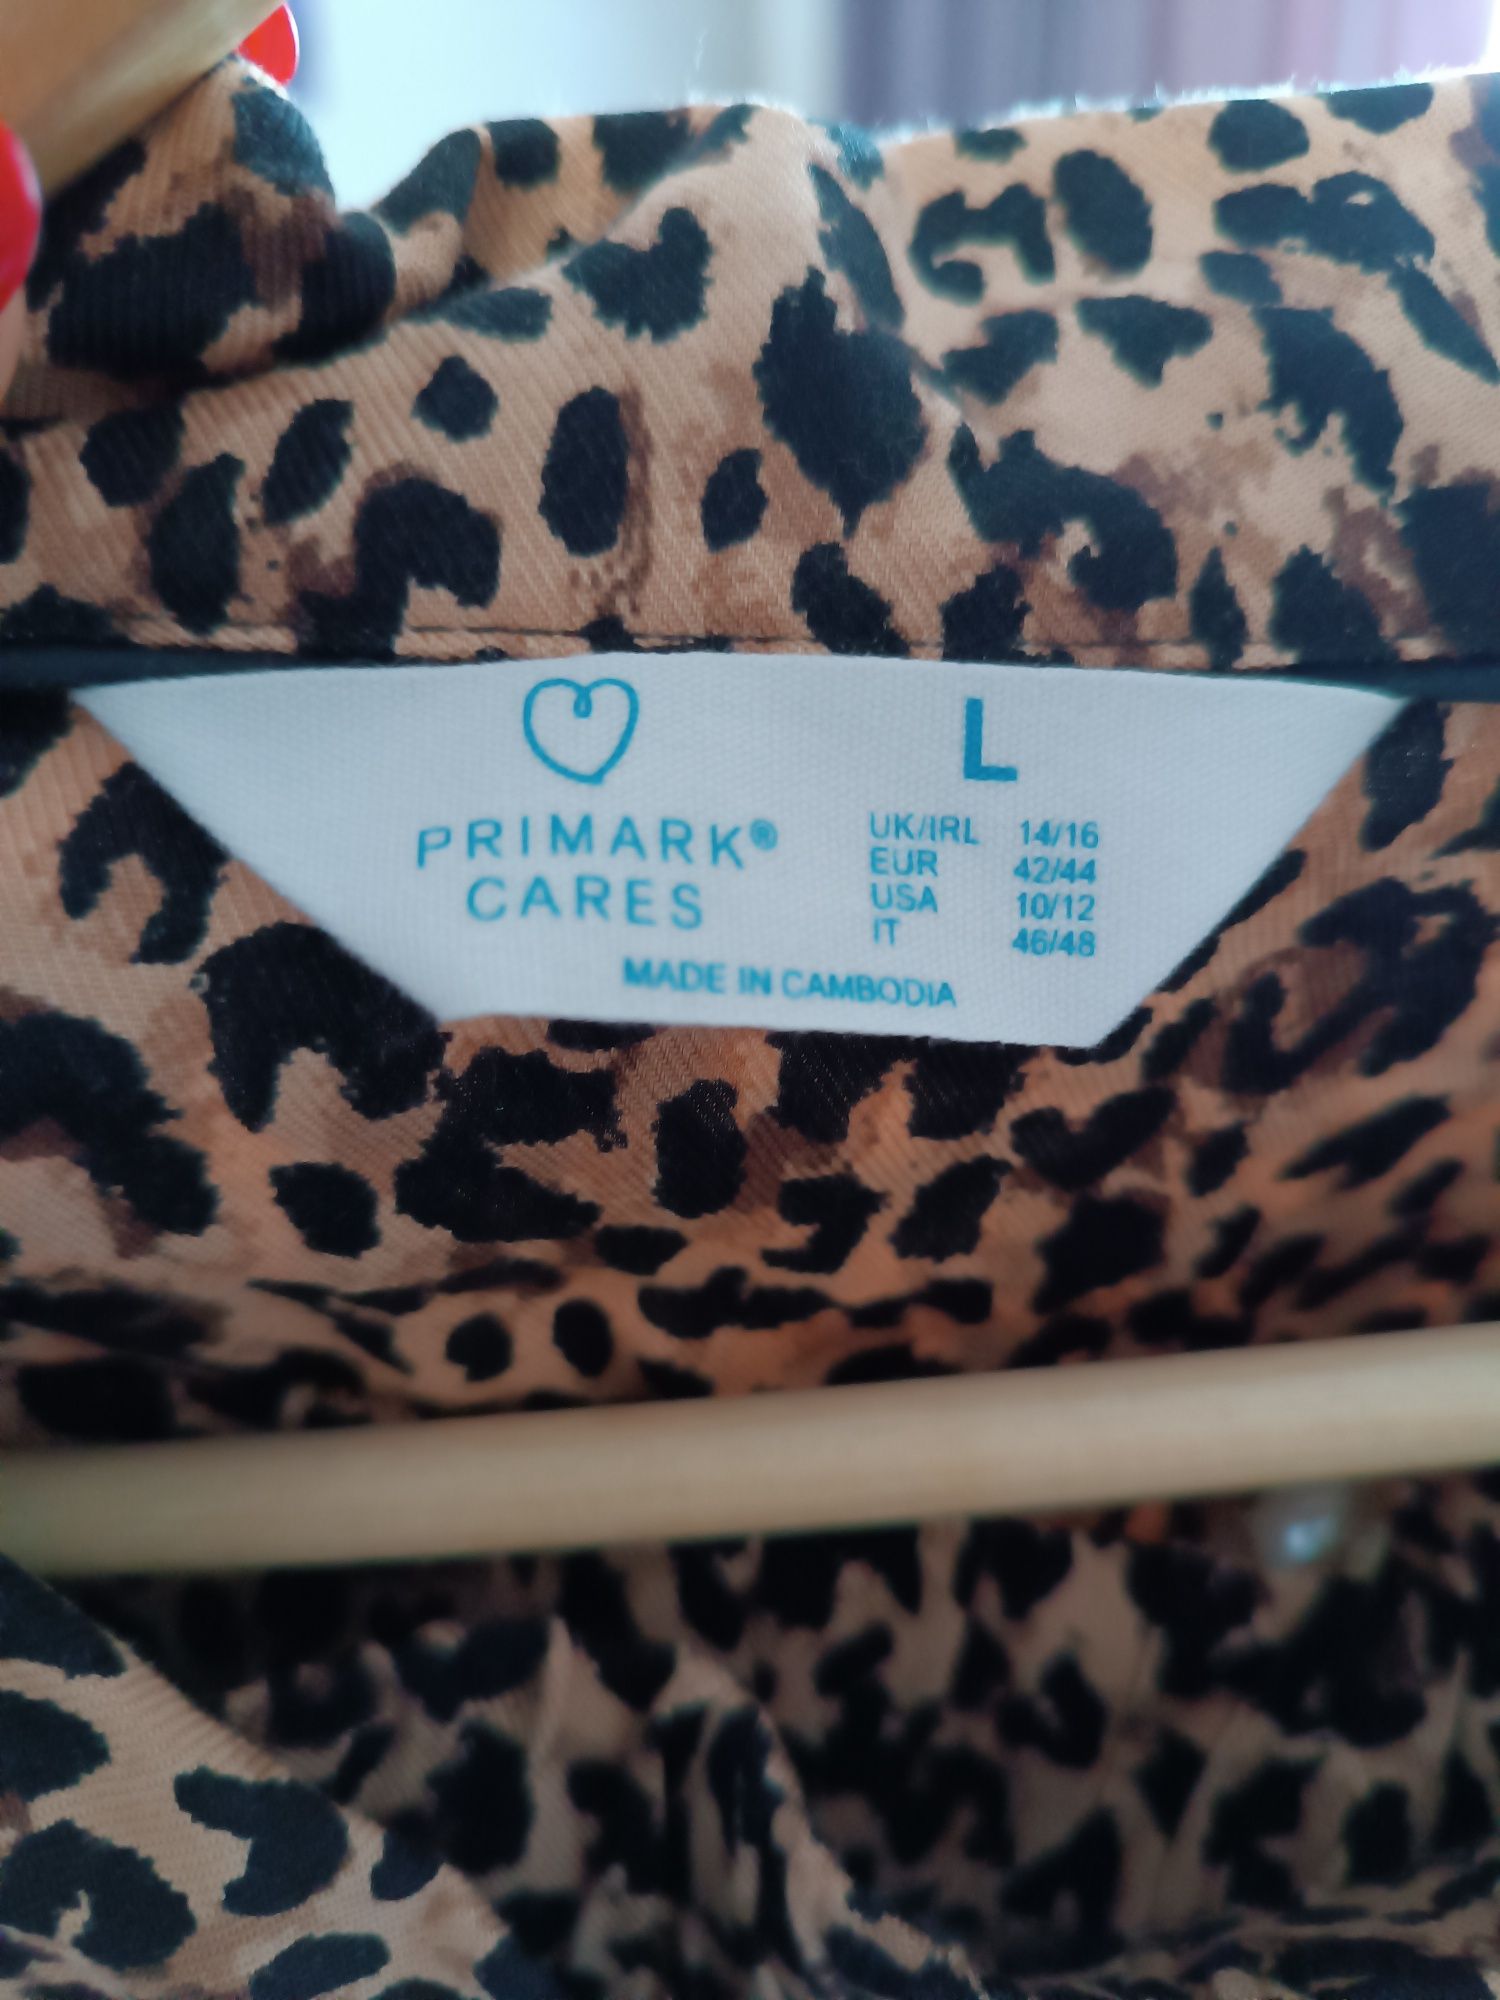 L
PRIMARK®
CARES
UK/IRL 14/16
EUR 42/44
USA 10/12
IT 46/48
MADE IN CAMBODIA